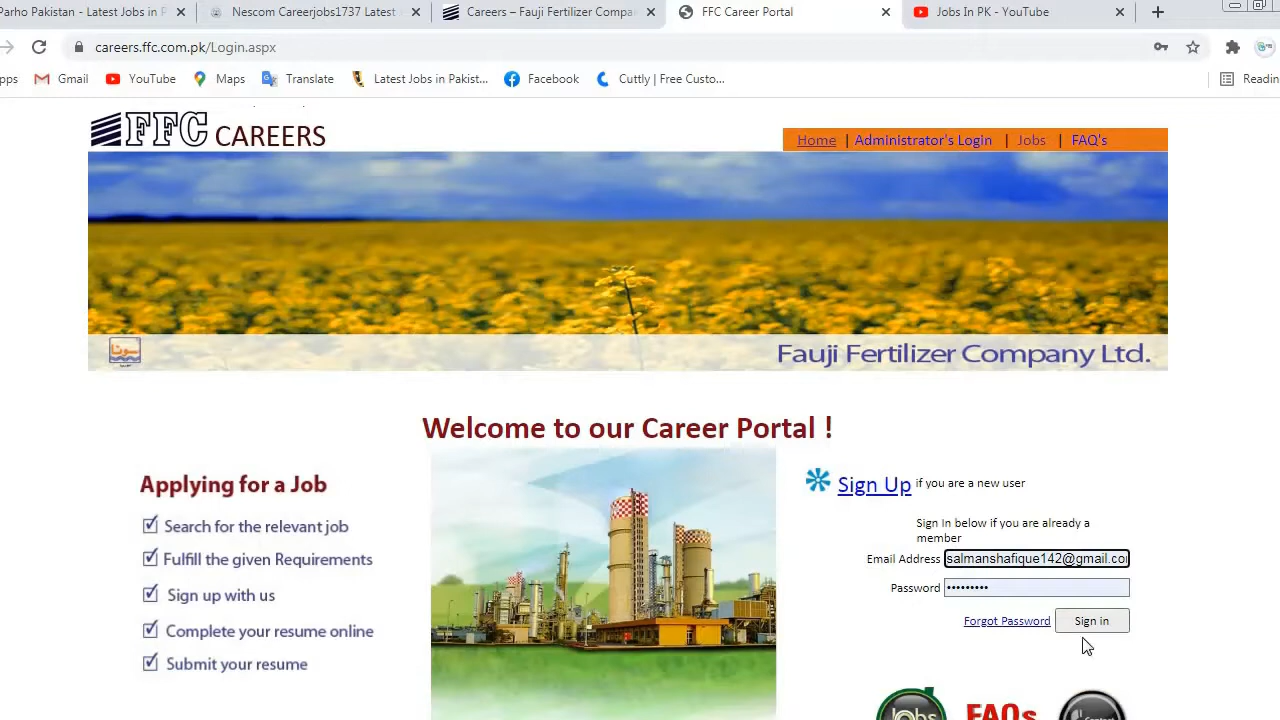 Parho Pakistan - Latest Jobs in P
Nescom Careerjobs1737 Latest
Careers – Fauji Fertilizer Compa
FFC Career Portal
Jobs In PK - YouTube
careers.ffc.com.pk/Login.aspx
pps
Gmail
YouTube
Maps
Translate
Latest Jobs in Pakist...
Facebook
Cuttly | Free Custo...
Readin
FFC CAREERS
Home | Administrator's Login | Jobs | FAQ's
سونا
Fauji Fertilizer Company Ltd.
Welcome to our Career Portal !
Applying for a Job
Search for the relevant job
Fulfill the given Requirements
Sign up with us
Complete your resume online
Submit your resume
Sign Up if you are a new user
Sign In below if you are already a
member
Email Address salmanshafique142@gmail.co
Password •••••••••
Forgot Password Sign in
Jobs
FAQs
Contact